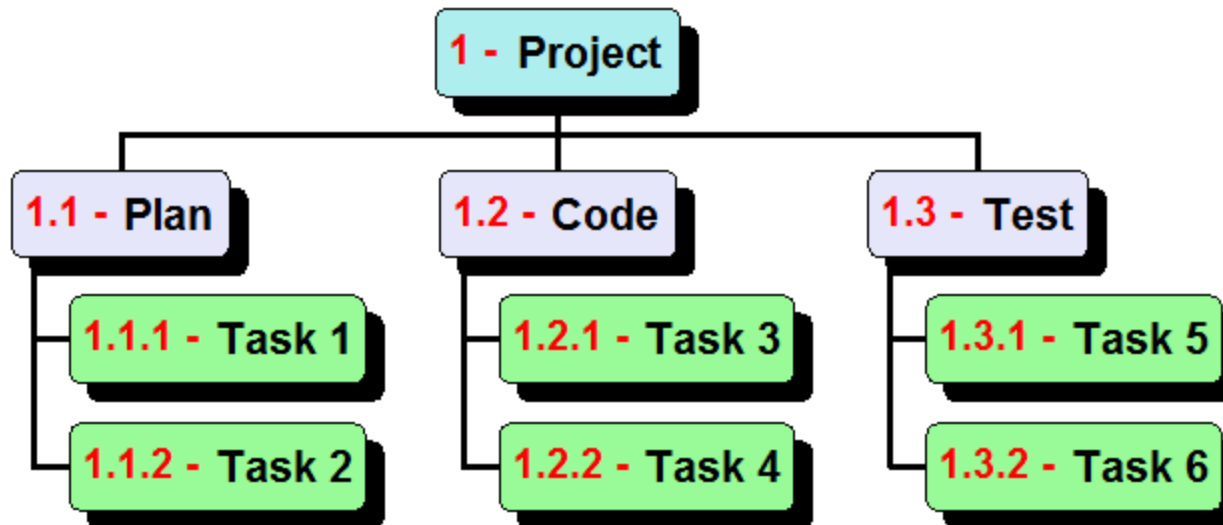 1 - Project
1.1 - Plan
1.2 - Code
1.3 - Test
1.1.1 - Task 1
1.2.1 - Task 3
1.3.1 - Task 5
1.1.2 - Task 2
1.2.2 - Task 4
1.3.2 - Task 6